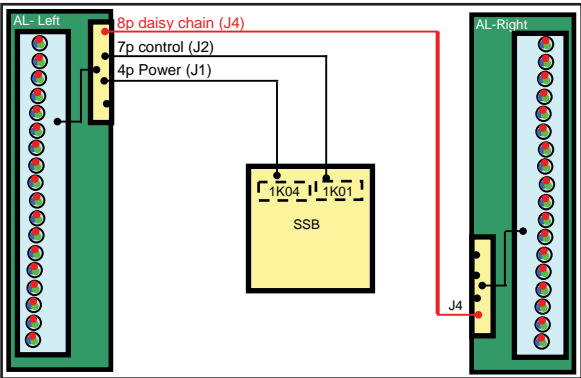 AL- Left
8p daisy chain (J4)
AL-Right
7p control (J2)
4p Power (J1)
1K04
1K01
SSB
J4